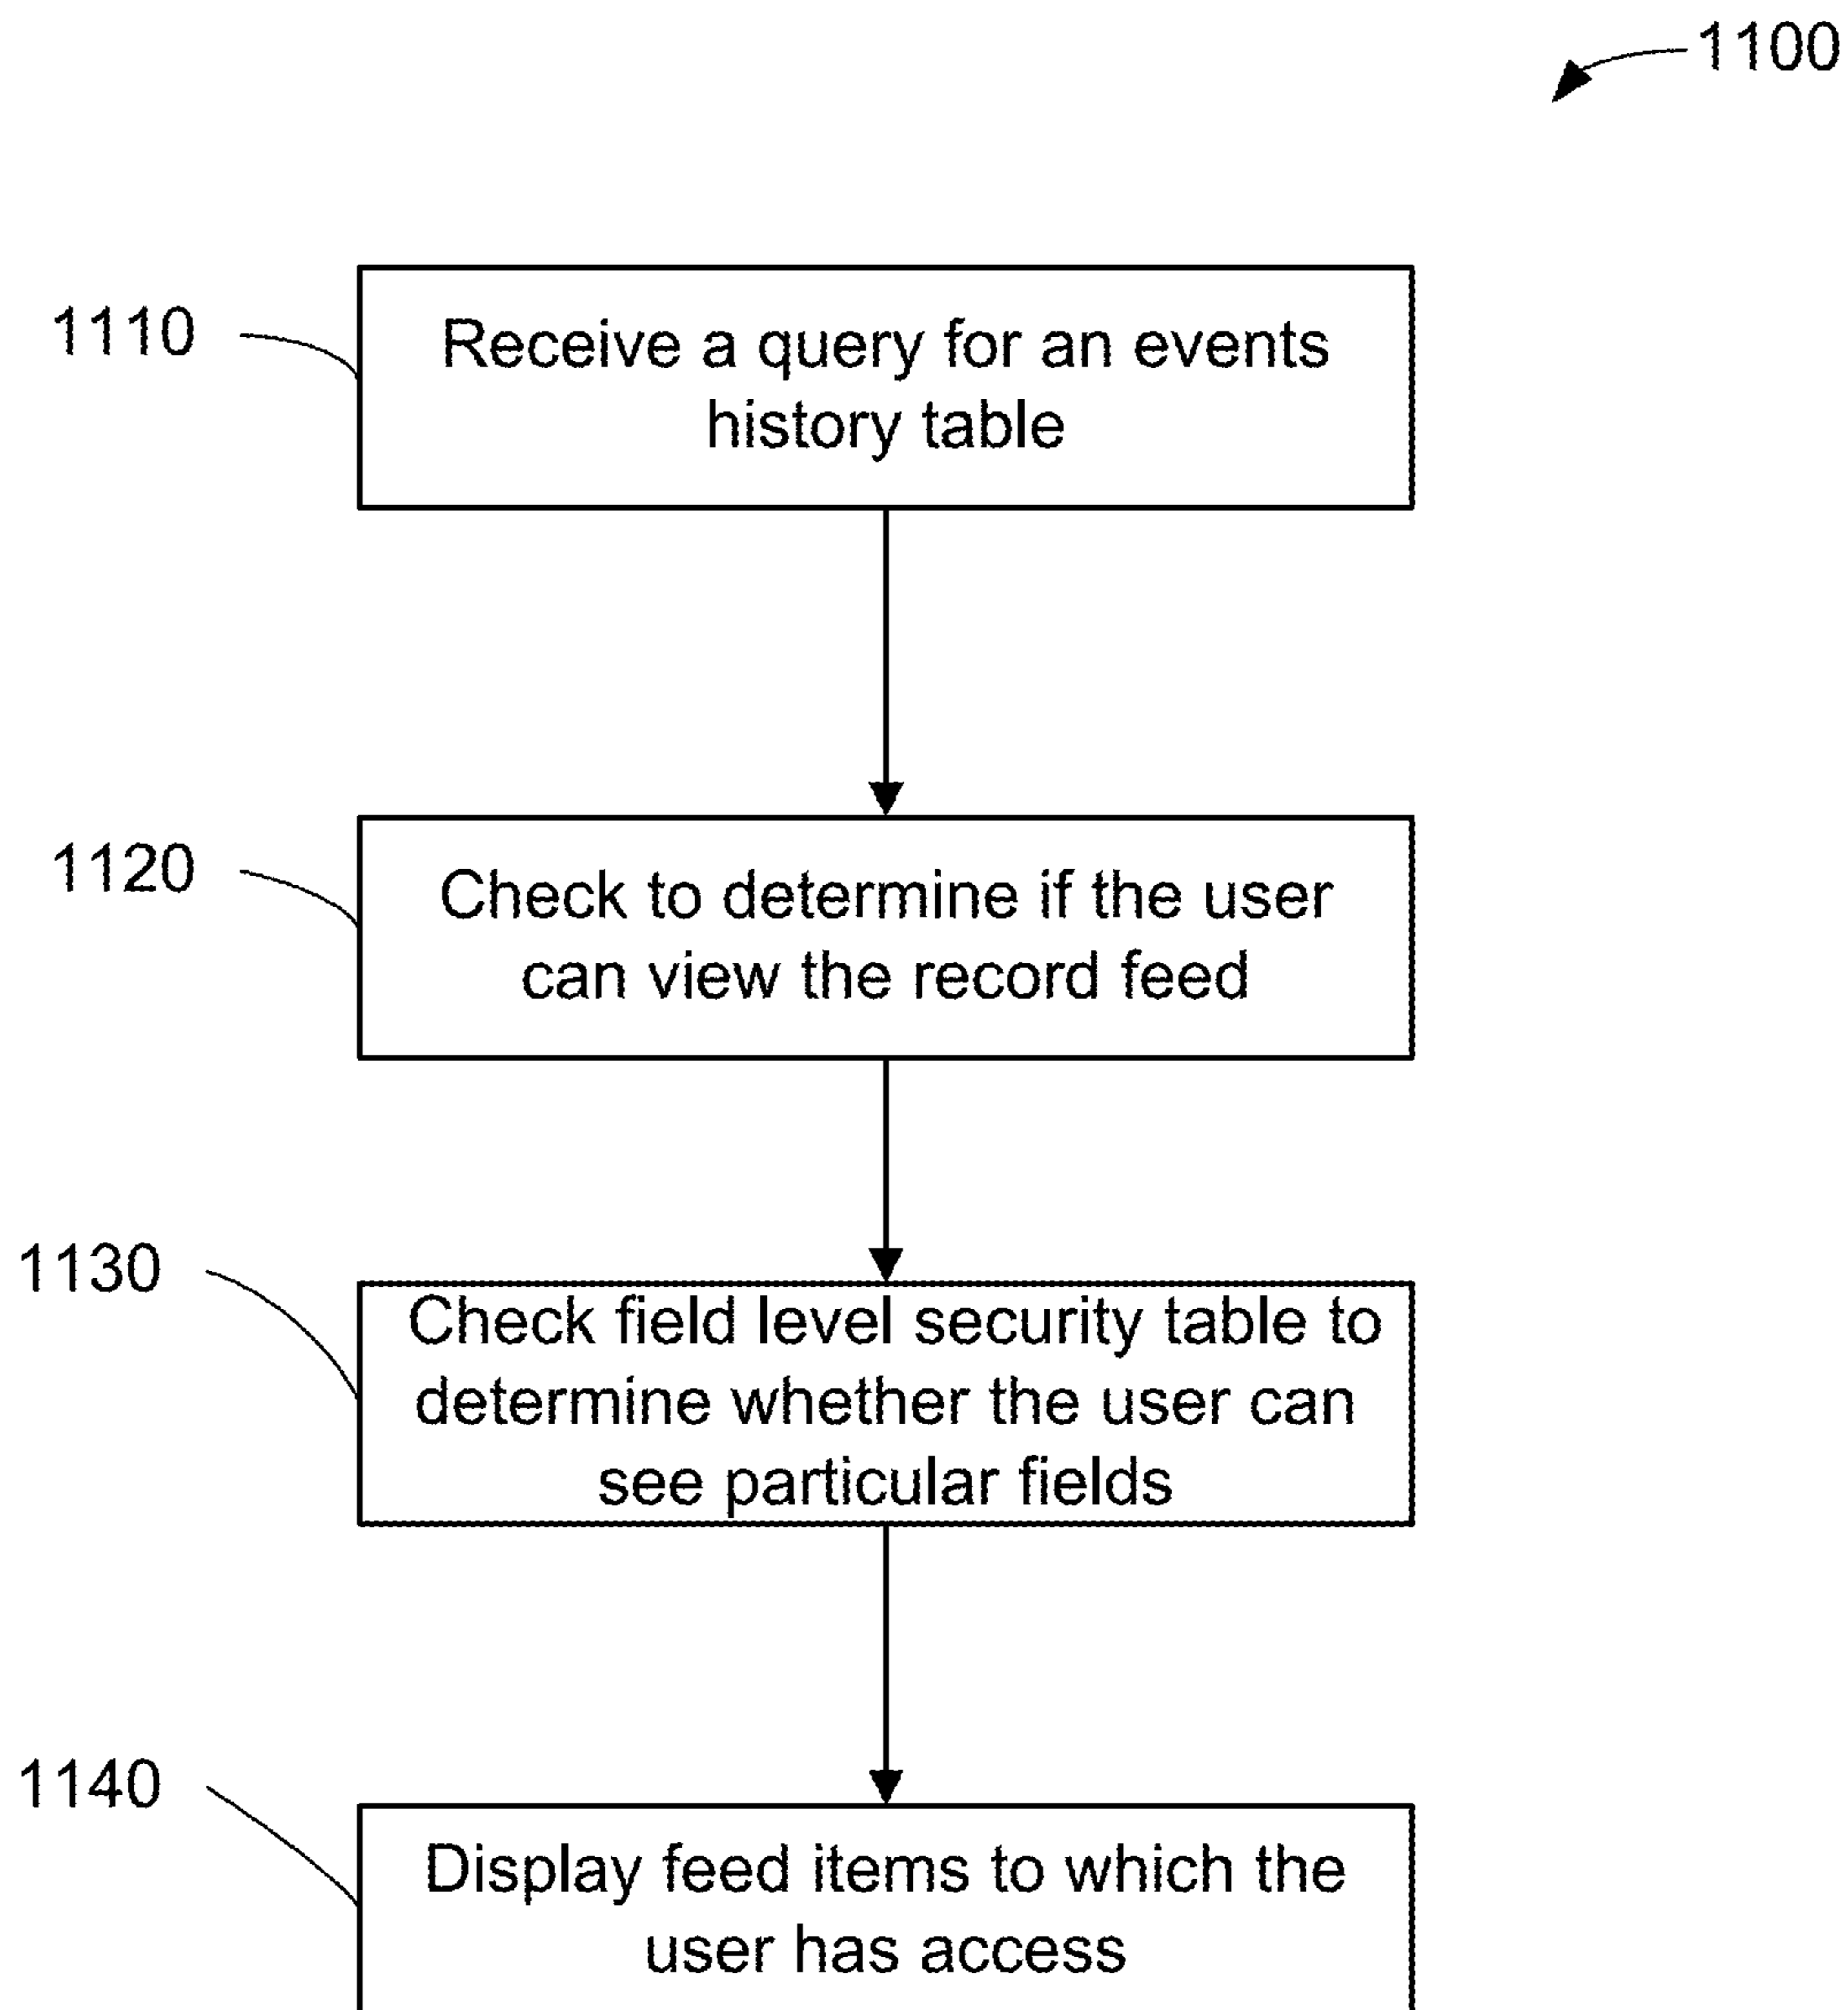 1100
1110
Receive a query for an events
history table
1120
Check to determine if the user
can view the record feed
1130
Check field level security table to
determine whether the user can
see particular fields
1140
Display feed items to which the
user has access